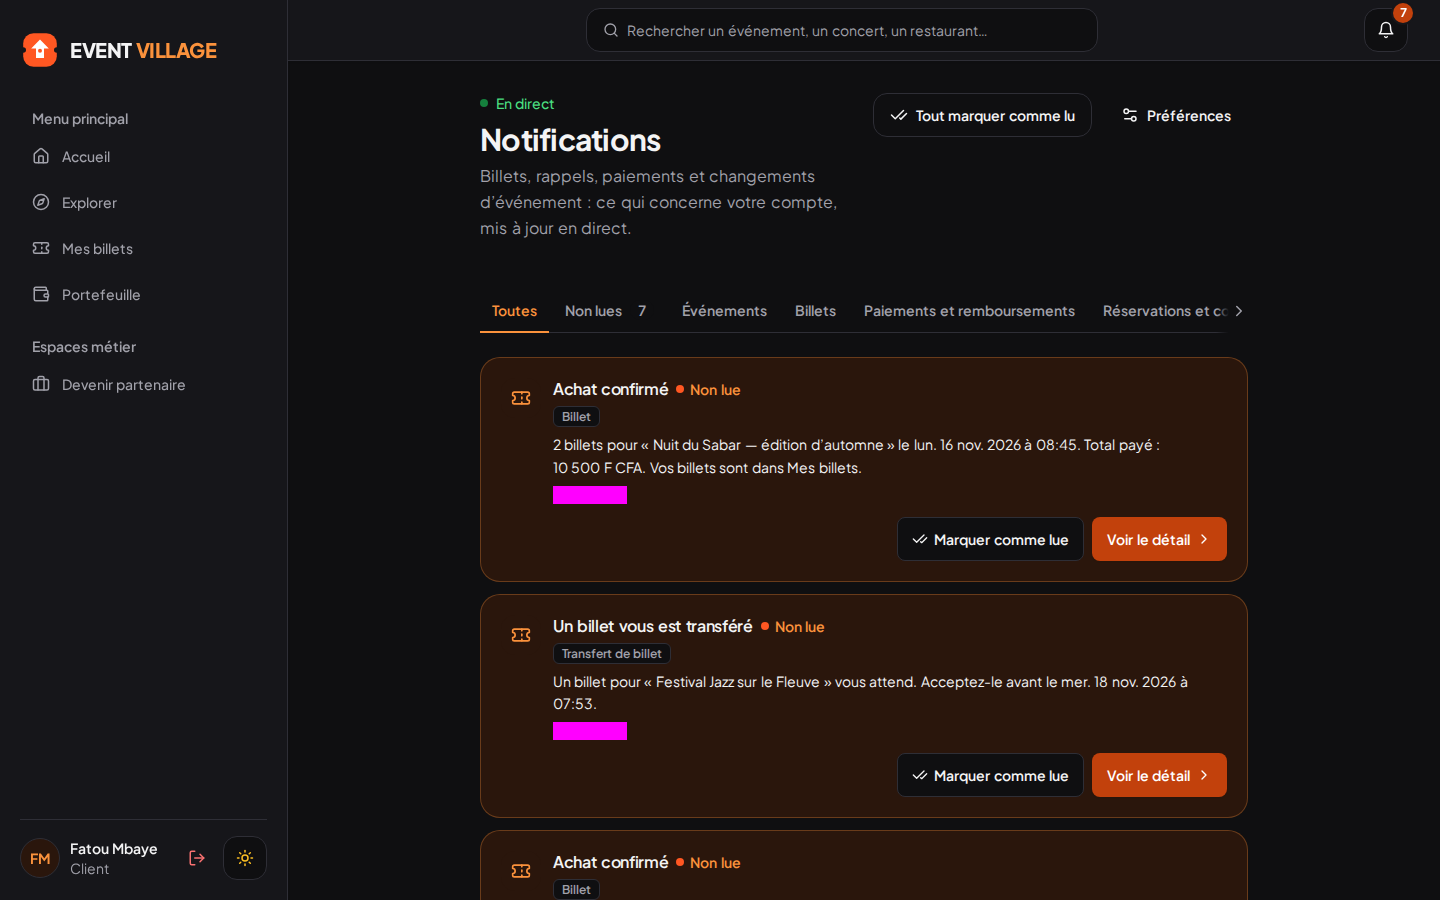 EVENT VILLAGE
Menu principal
Accueil
Explorer
Mes billets
Portefeuille
Espaces métier
Devenir partenaire
FM
Fatou Mbaye
Client
Rechercher un événement, un concert, un restaurant…
7
En direct
Notifications
Billets, rappels, paiements et changements
d’événement : ce qui concerne votre compte,
mis à jour en direct.
Tout marquer comme lu
Préférences
Toutes
Non lues 7
Événements
Billets
Paiements et remboursements
Réservations et
Achat confirmé Non lue
Billet
2 billets pour « Nuit du Sabar — édition d’automne » le lun. 16 nov. 2026 à 08:45. Total payé :
10 500 F CFA. Vos billets sont dans Mes billets.
Marquer comme lue
Voir le détail
Un billet vous est transféré Non lue
Transfert de billet
Un billet pour « Festival Jazz sur le Fleuve » vous attend. Acceptez-le avant le mer. 18 nov. 2026 à
07:53.
Marquer comme lue
Voir le détail
Achat confirmé Non lue
Billet